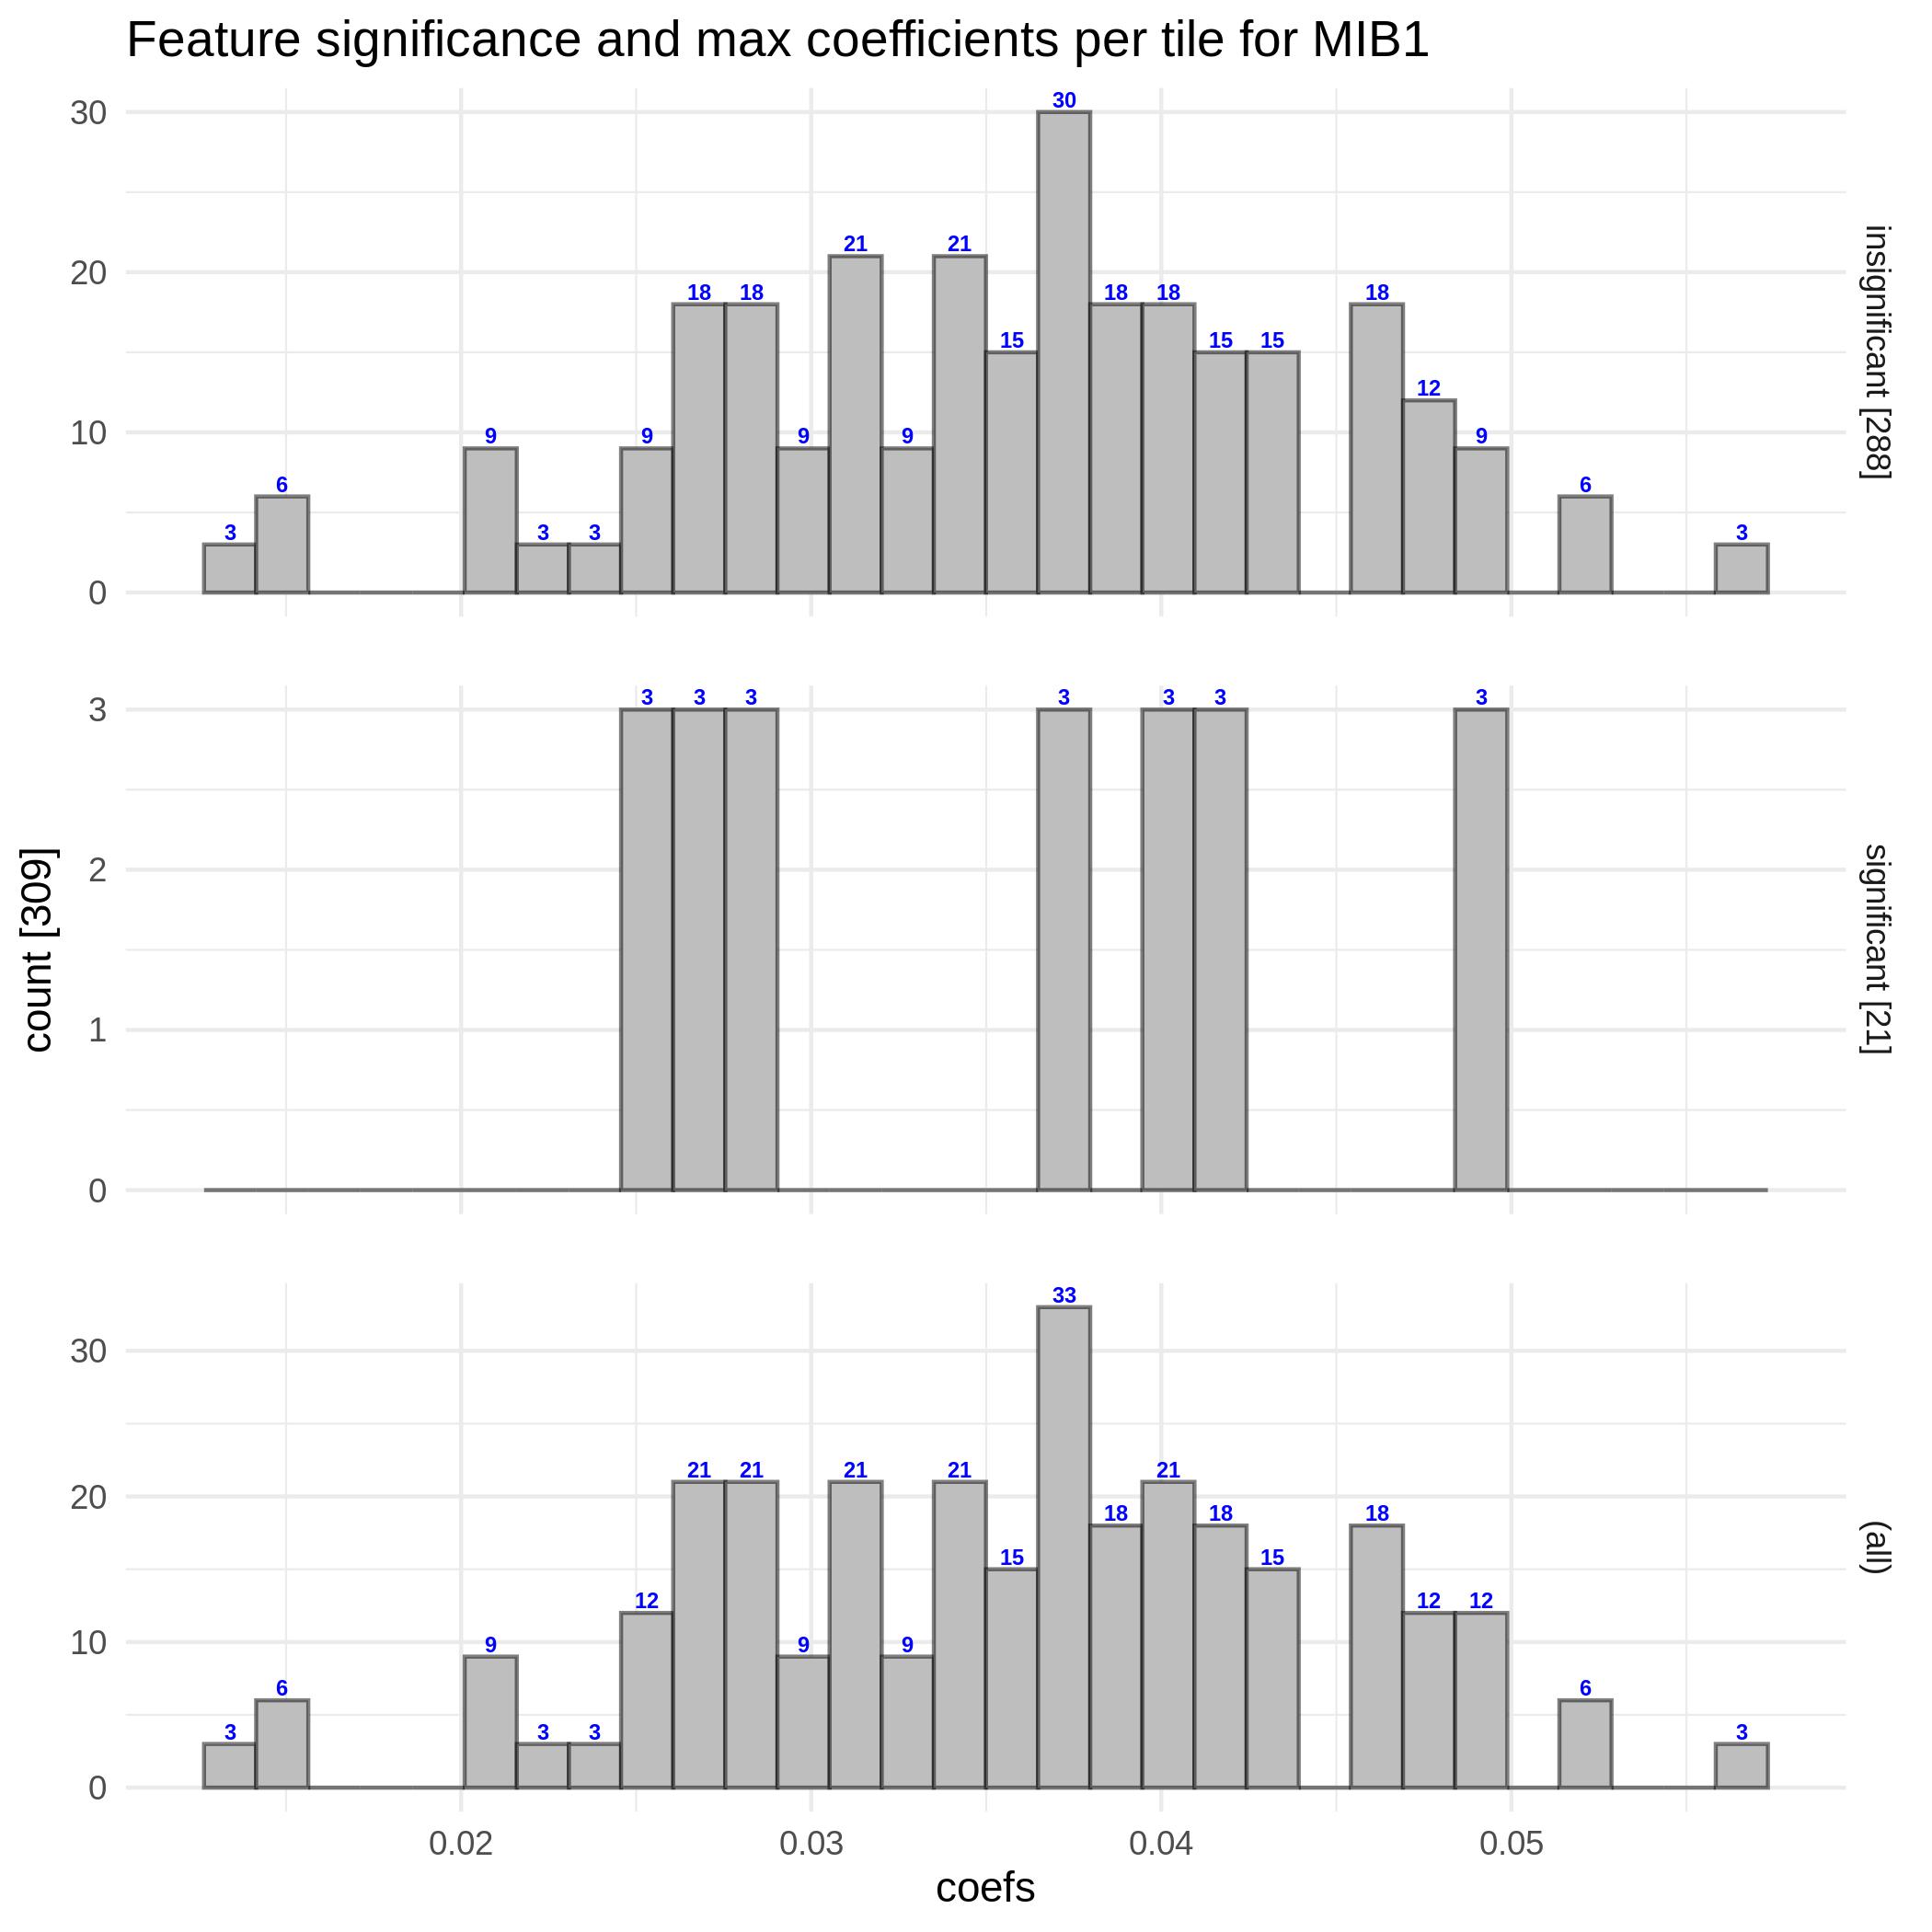 Feature significance and max coefficients per tile for MIB1
count [309]
30
20
10
0
3 6 9 3 3 9 18 18 9 21 9 21 15 30 18 18 15 15 18 12 9 6 3
insignificant [288]
3
2
1
0
3 3 3 3 3 3 3
significant [21]
30
20
10
0
3 6 9 3 3 12 21 21 9 21 9 21 15 33 18 21 18 15 18 12 12 6 3
(all)
0.02 0.03 0.04 0.05
coefs